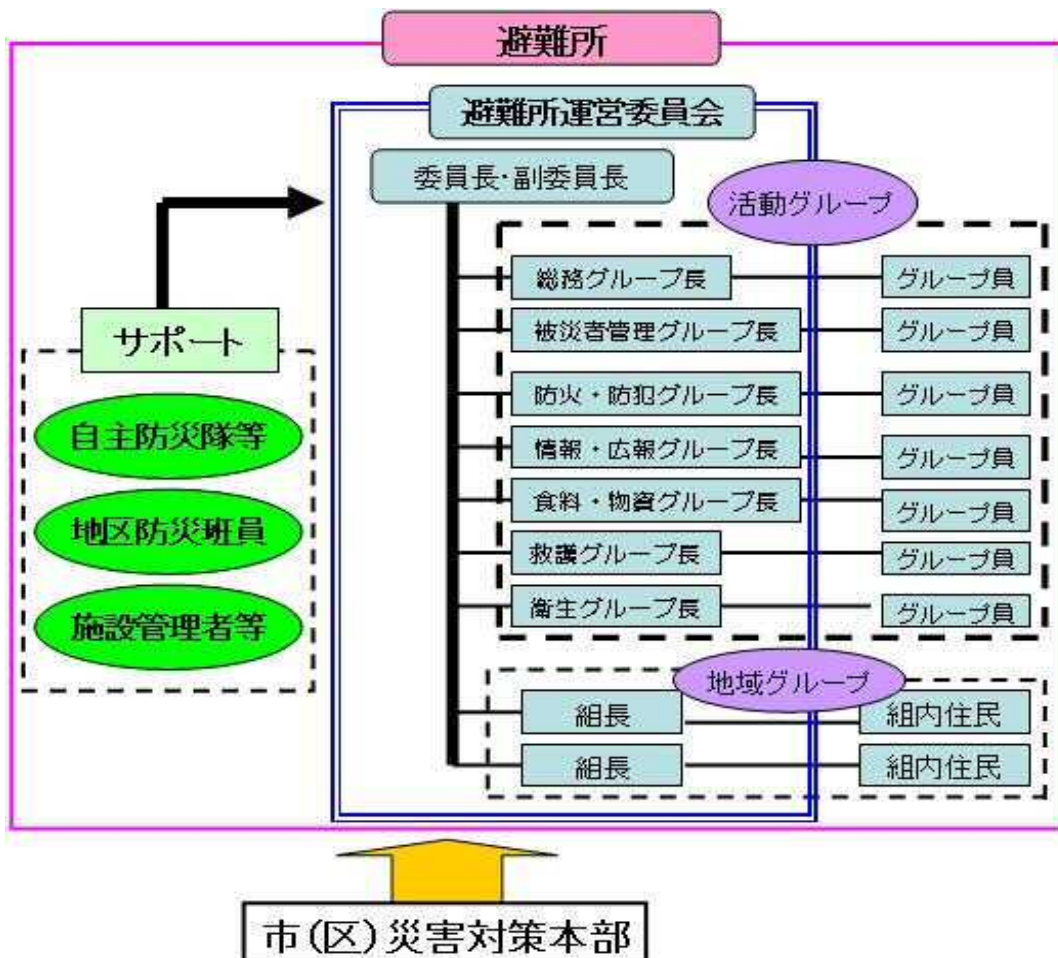 避難所
避難所運営委員会
委員長・副委員長
活動グループ
総務グループ長
グループ員
被災者管理グループ長
グループ員
防火・防犯グループ長
グループ員
情報・広報グループ長
グループ員
食料・物資グループ長
グループ員
救護グループ長
グループ員
衛生グループ長
グループ員
地域グループ
組長
組内住民
組長
組内住民
サポート
自主防災隊等
地区防災班員
施設管理者等
市(区)災害対策本部